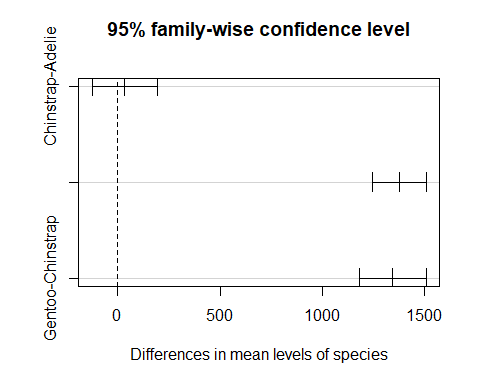 95% family-wise confidence level
Chinstrap-Adelie
Gentoo-Chinstrap
0 500 1000 1500
Differences in mean levels of species